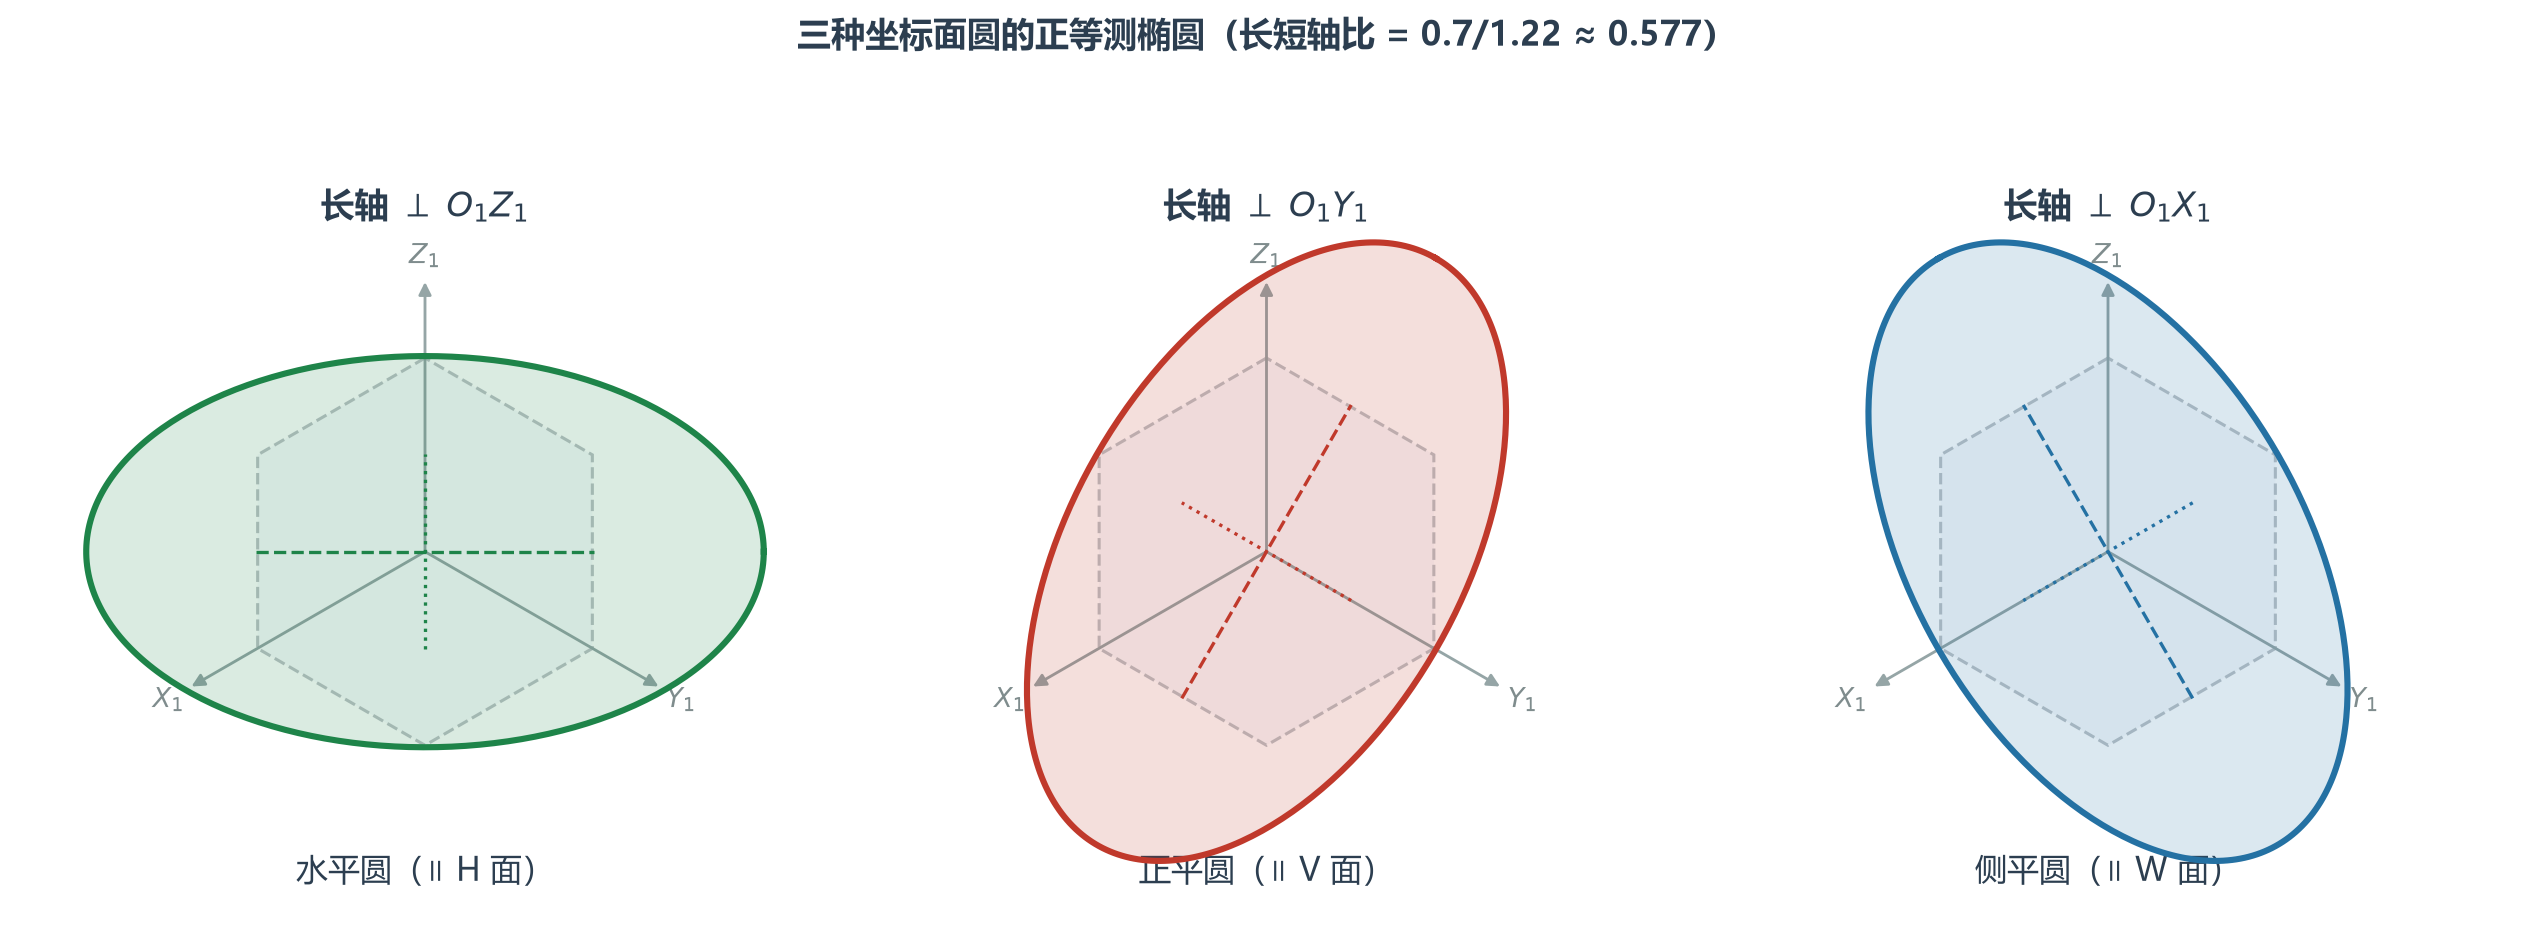 三种坐标面圆的正等测椭圆（长短轴比 = 0.7/1.22 ≈ 0.577）
长轴 ⊥ O₁Z₁
长轴 ⊥ O₁Y₁
长轴 ⊥ O₁X₁
Z₁
Z₁
Z₁
X₁
Y₁
X₁
Y₁
X₁
Y₁
水平圆（∥ H 面）
正平圆（∥ V 面）
侧平圆（∥ W 面）